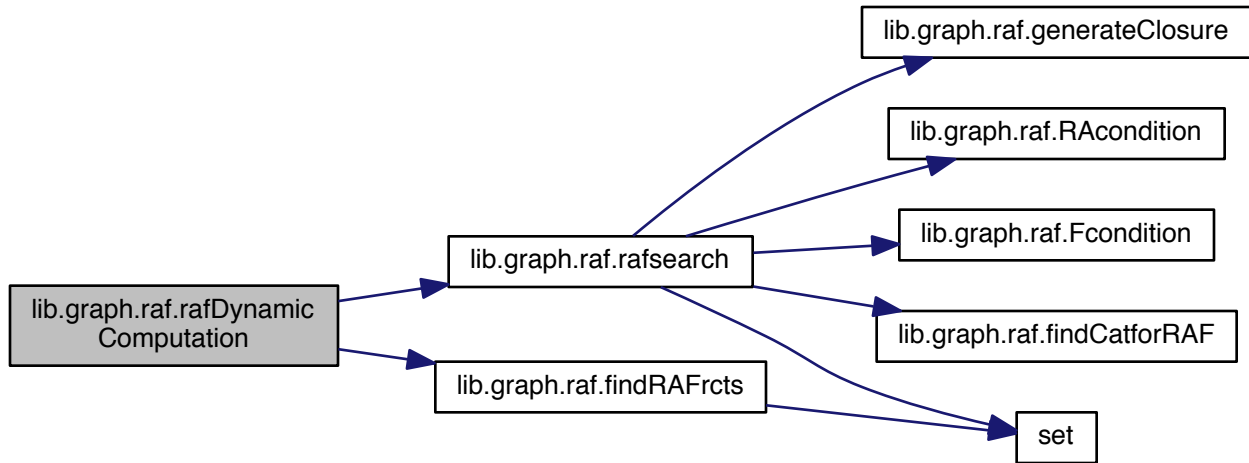 lib.graph.raf.generateClosure
lib.graph.raf.RAcondition
lib.graph.raf.Fcondition
lib.graph.raf.rafsearch
lib.graph.raf.rafDynamic
Computation
lib.graph.raf.findCatforRAF
lib.graph.raf.findRAFrcts
set